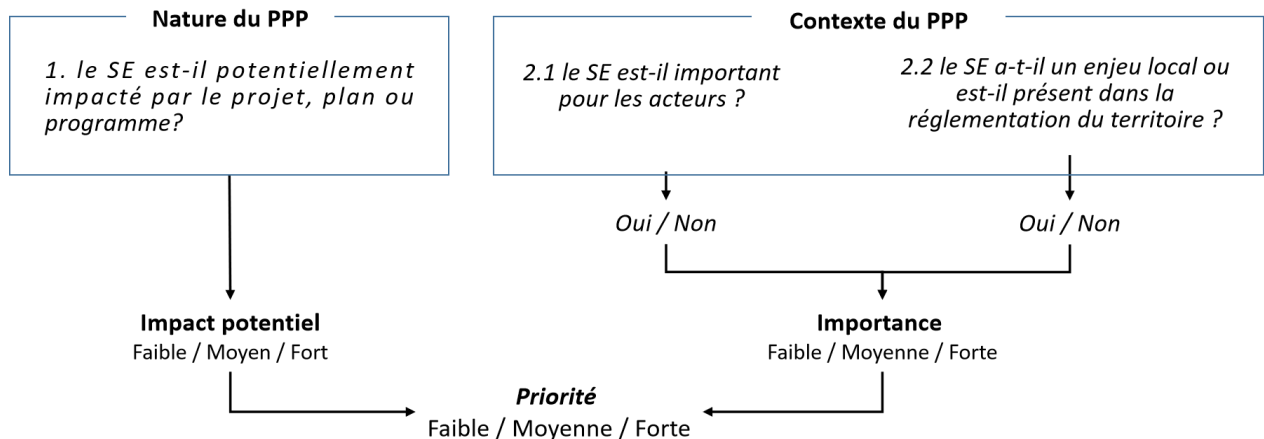 Nature du PPP
1. le SE est-il potentiellement
impacté par le projet, plan ou
programme?
Contexte du PPP
2.1 le SE est-il important
pour les acteurs ?
2.2 le SE a-t-il un enjeu local ou
est-il présent dans la
réglementation du territoire ?
Oui / Non
Oui / Non
Impact potentiel
Faible / Moyen / Fort
Importance
Faible / Moyenne / Forte
Priorité
Faible / Moyenne / Forte